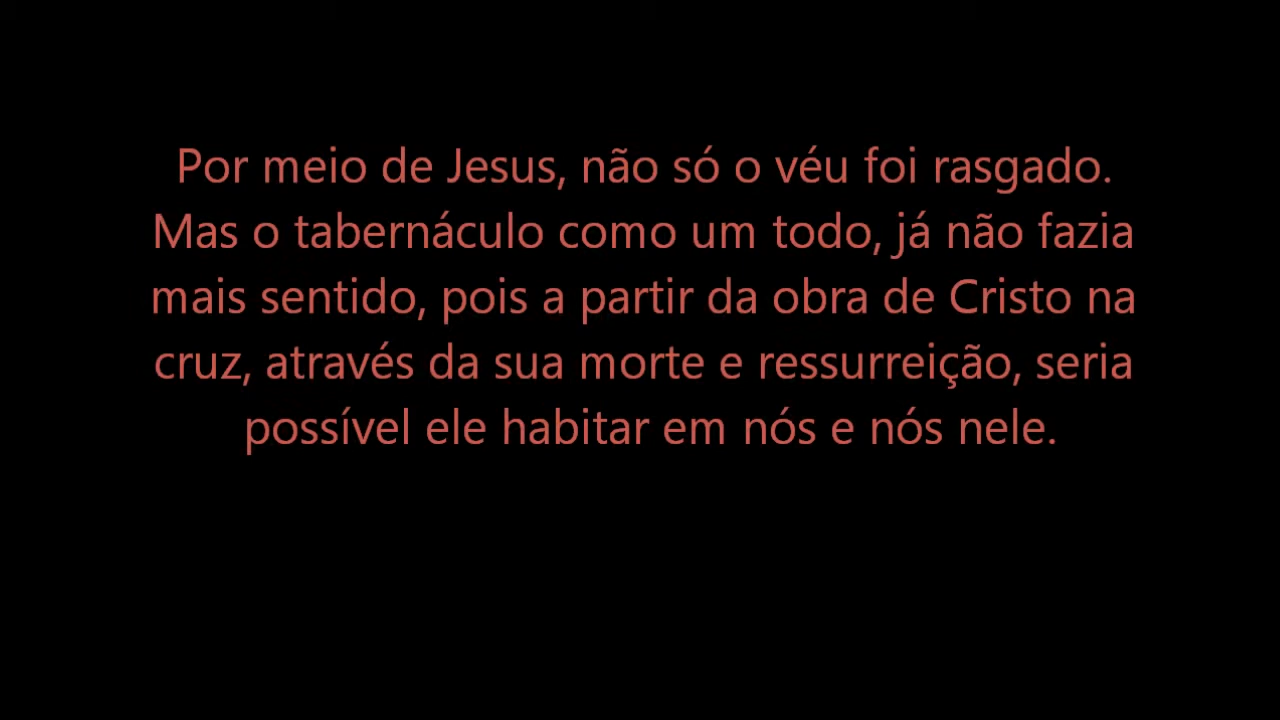 Por meio de Jesus, não só o véu foi rasgado.
Mas o tabernáculo como um todo, já não fazia
mais sentido, pois a partir da obra de Cristo na
cruz, através da sua morte e ressurreição, seria
possível ele habitar em nós e nós nele.